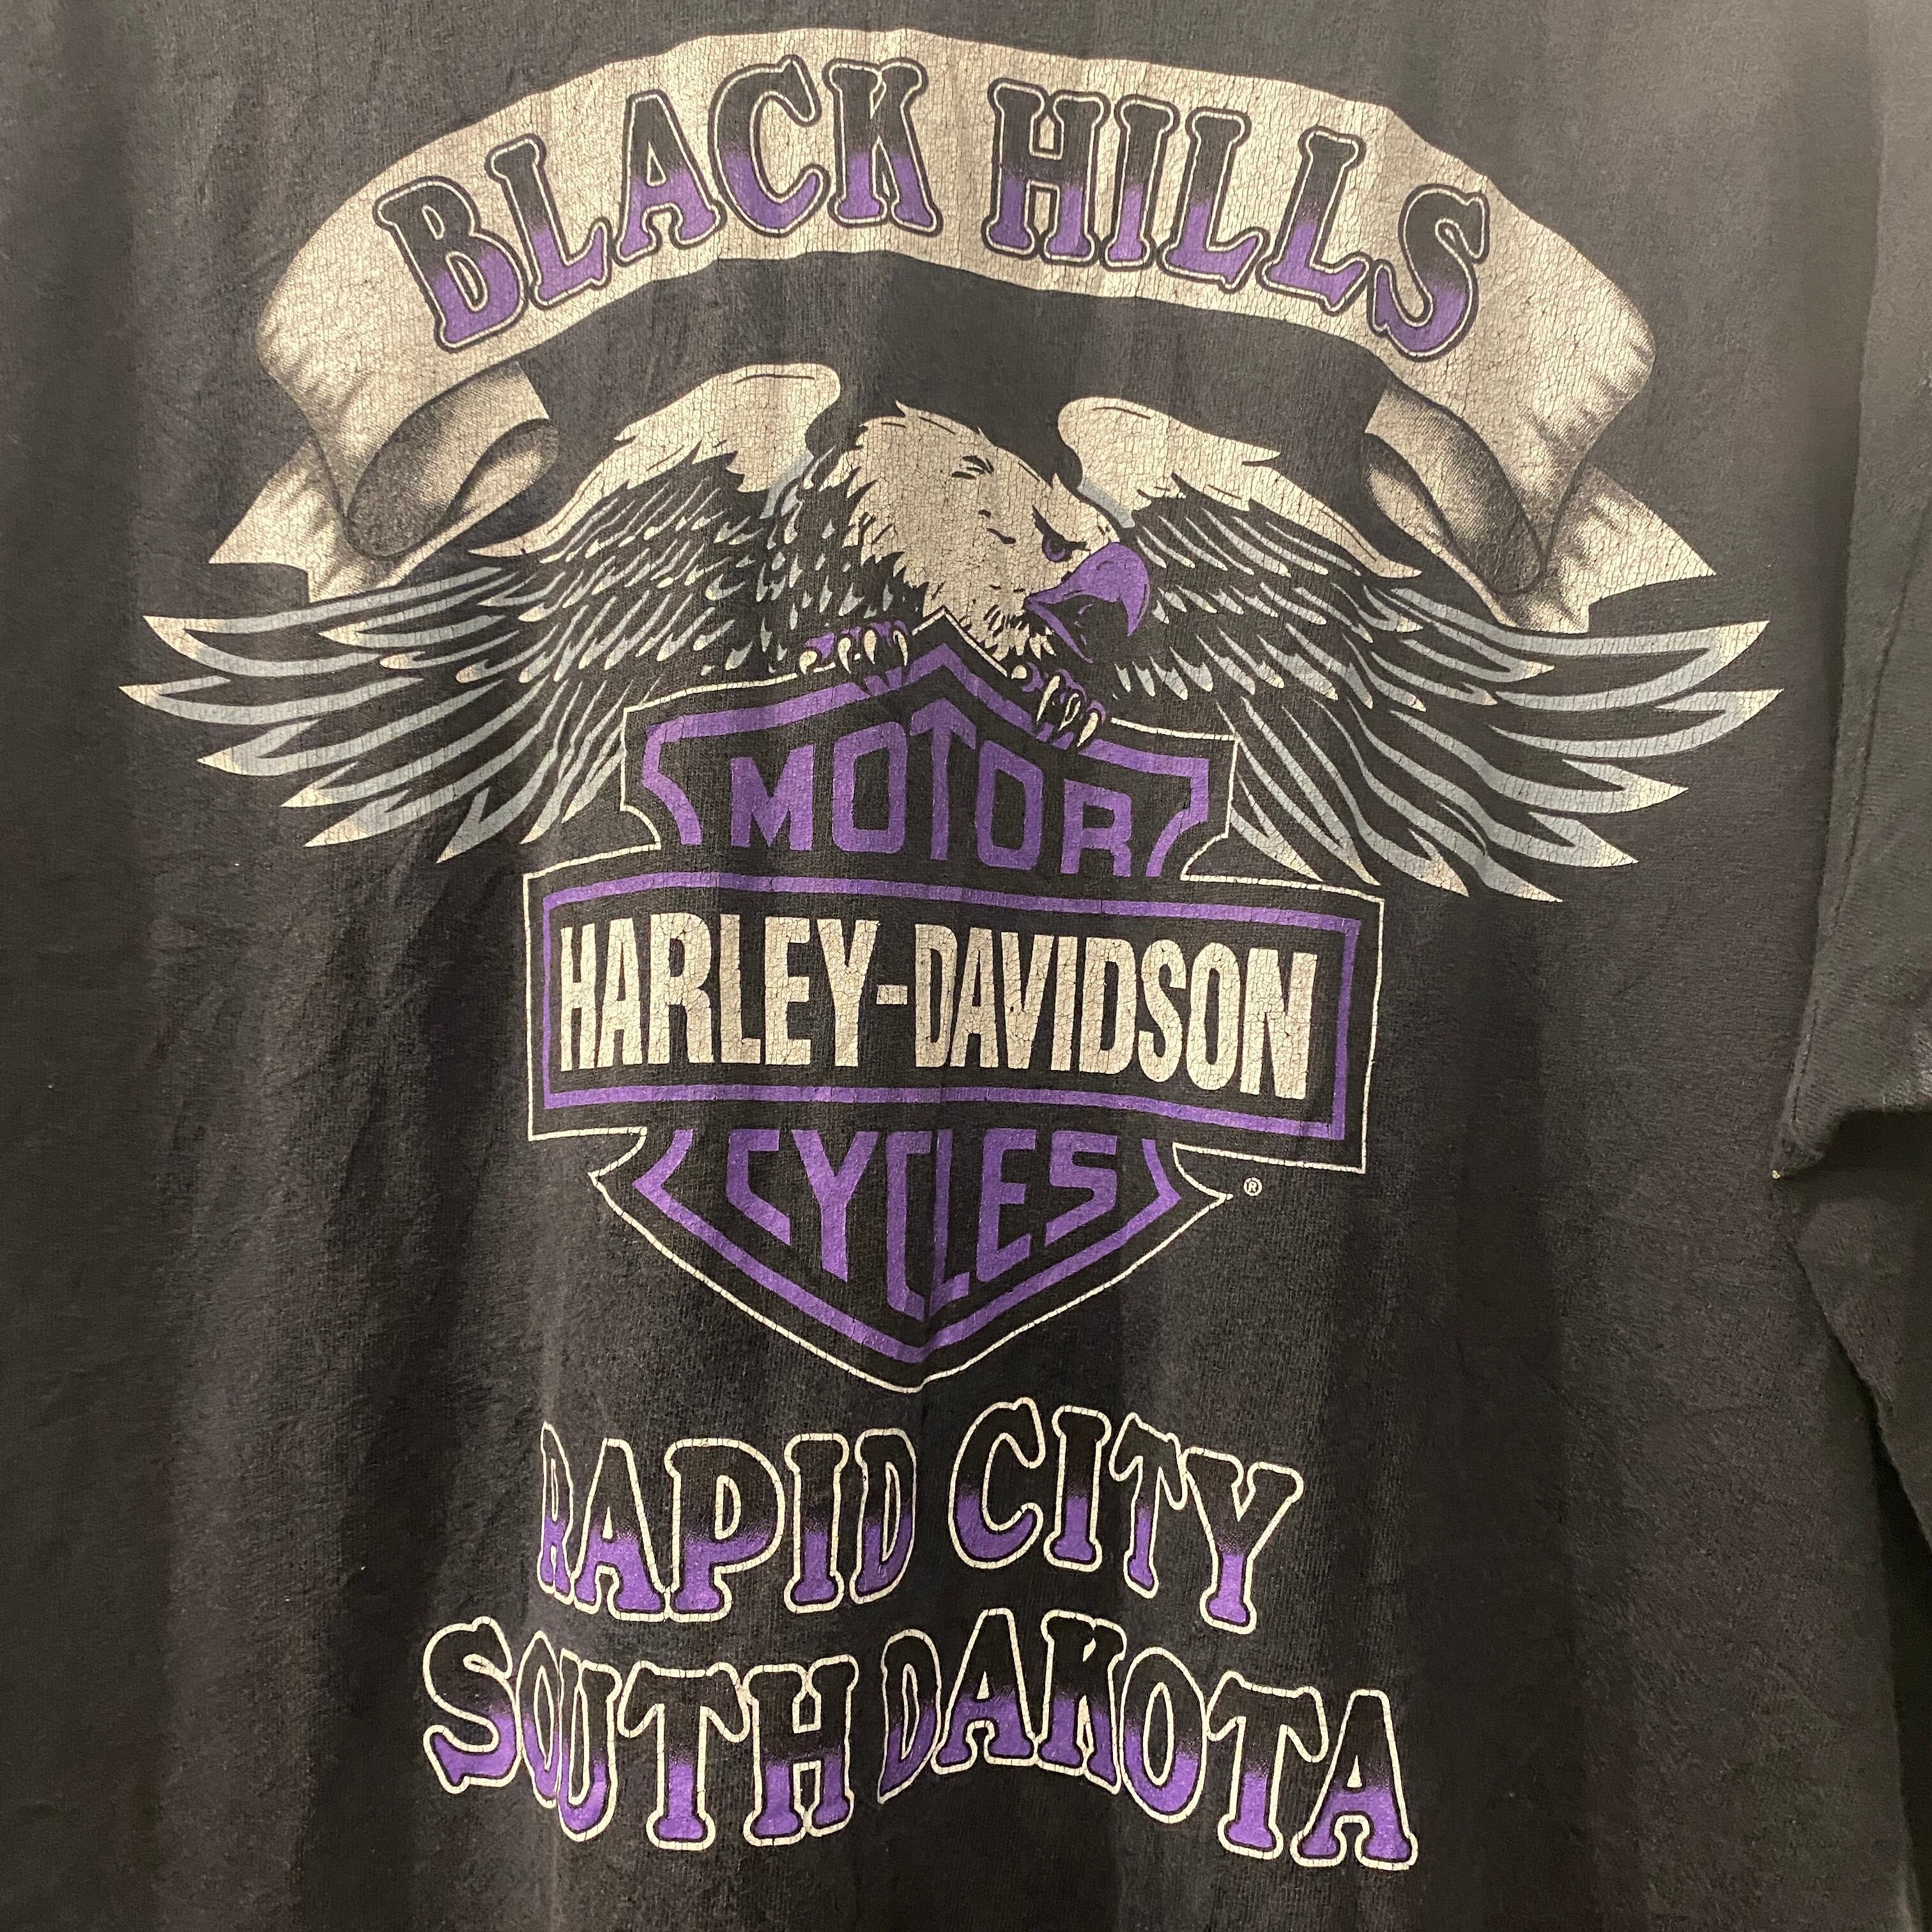 BLACK HILLS
MOTOR
HARLEY-DAVIDSON
CYCLES
®
RAPID CITY
SOUTH DAKOTA